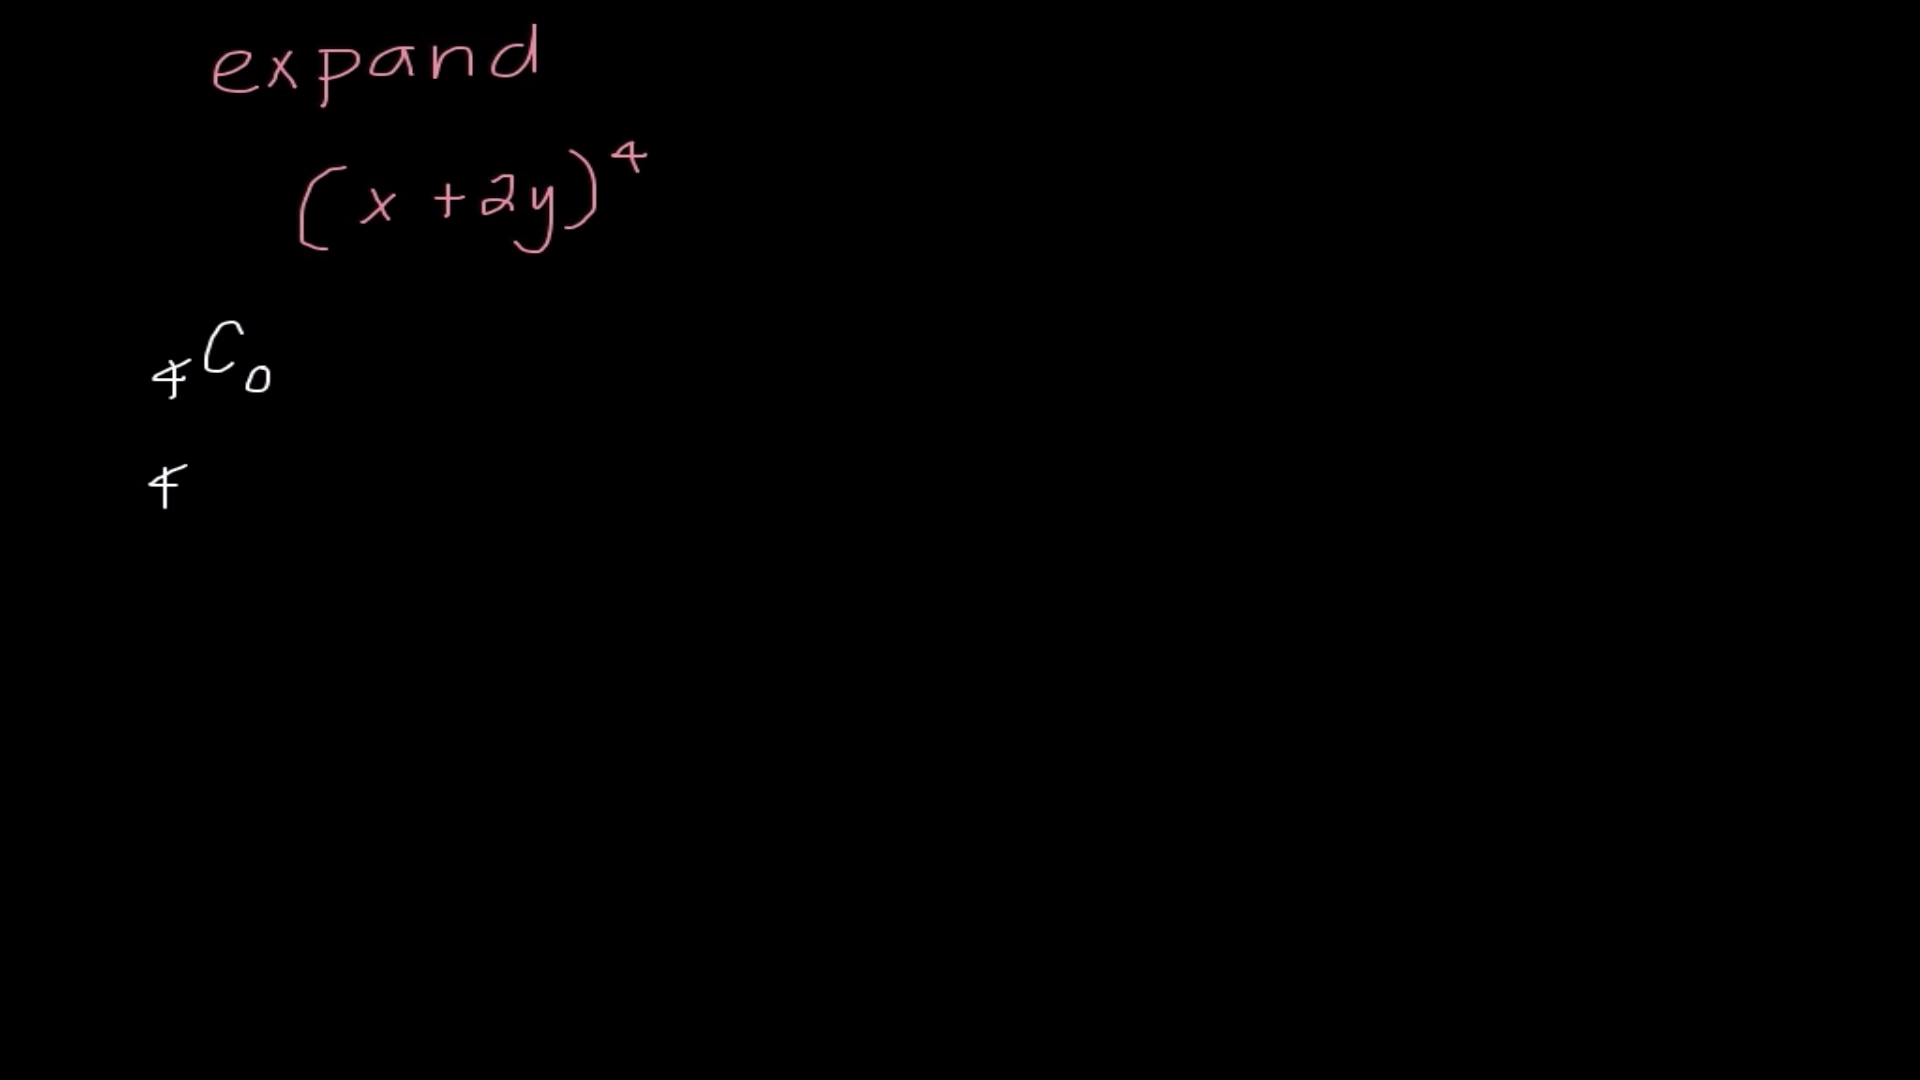 expand
(x + 2y)⁴
₄C₀
4